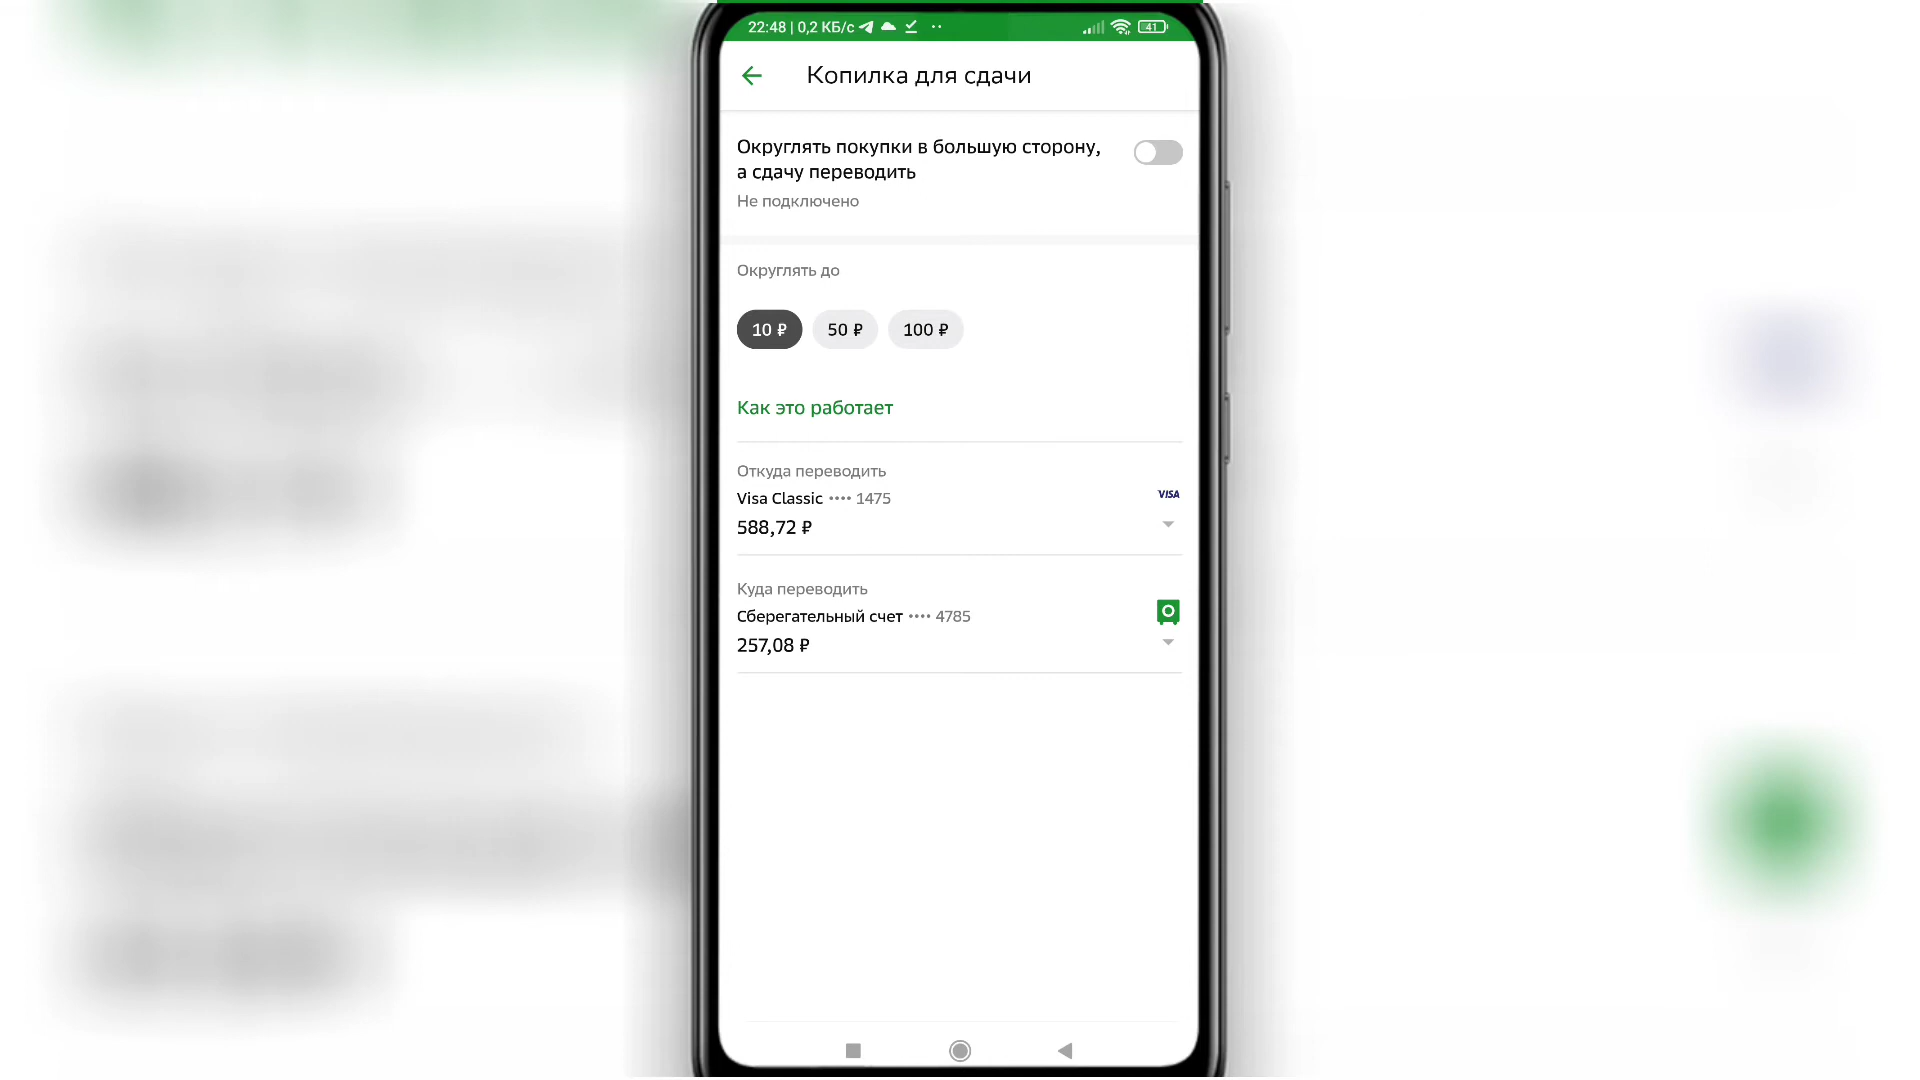 22:48 | 0,2 КБ/с
41
Копилка для сдачи
Округлять покупки в большую сторону,
а сдачу переводить
Не подключено
Округлять до
10 ₽ 50 ₽ 100 ₽
Как это работает
Откуда переводить
Visa Classic •••• 1475
VISA
588,72 ₽
Куда переводить
Сберегательный счет •••• 4785
257,08 ₽